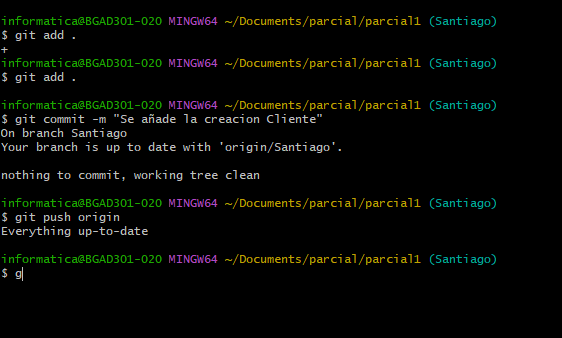 informatica@BGAD301-020 MINGW64 ~/Documents/parcial/parcial1 (Santiago)
$ git add .
+
informatica@BGAD301-020 MINGW64 ~/Documents/parcial/parcial1 (Santiago)
$ git add .
informatica@BGAD301-020 MINGW64 ~/Documents/parcial/parcial1 (Santiago)
$ git commit -m "Se añade la creacion Cliente"
On branch Santiago
Your branch is up to date with 'origin/Santiago'.
nothing to commit, working tree clean
informatica@BGAD301-020 MINGW64 ~/Documents/parcial/parcial1 (Santiago)
$ git push origin
Everything up-to-date
informatica@BGAD301-020 MINGW64 ~/Documents/parcial/parcial1 (Santiago)
$ g